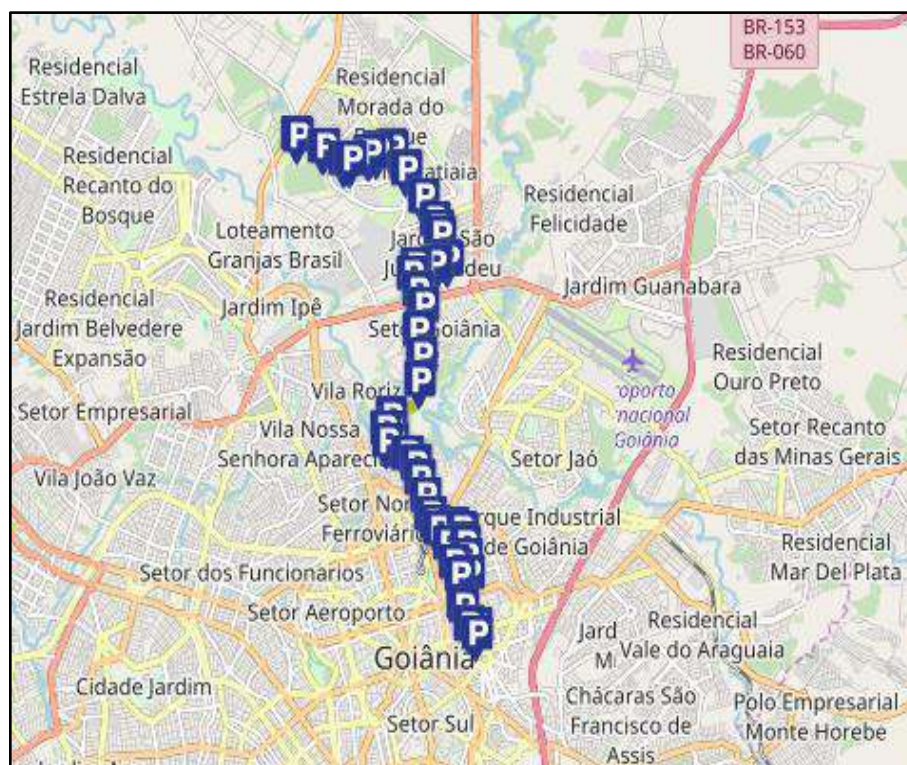 BR-153
BR-060
Residencial
Estrela Dalva
Residencial
Morada do
Residencial
Recanto do
Bosque
Residencial
Felicidade
Loteamento
Granjas Brasil
Jardim Guanabara
Jardim Ipê
Residencial
Jardim Belvedere
Expansão
Residencial
Ouro Preto
Vila Roriz
Setor Empresarial
Vila Nossa
Setor Jaó
Setor Recanto
das Minas Gerais
Goiânia
Vila João Vaz
Ferroviário
de Goiânia
Residencial
Mar Del Plata
Setor dos Funcionarios
Setor Aeroporto
Residencial
Vale do Araguaia
Goiânia
Cidade Jardim
Chácaras São
Francisco de
Assis
Polo Empresarial
Monte Horebe
Setor Sul
P
P
P
P
P
P
P
P
P
P
P
P
P
P